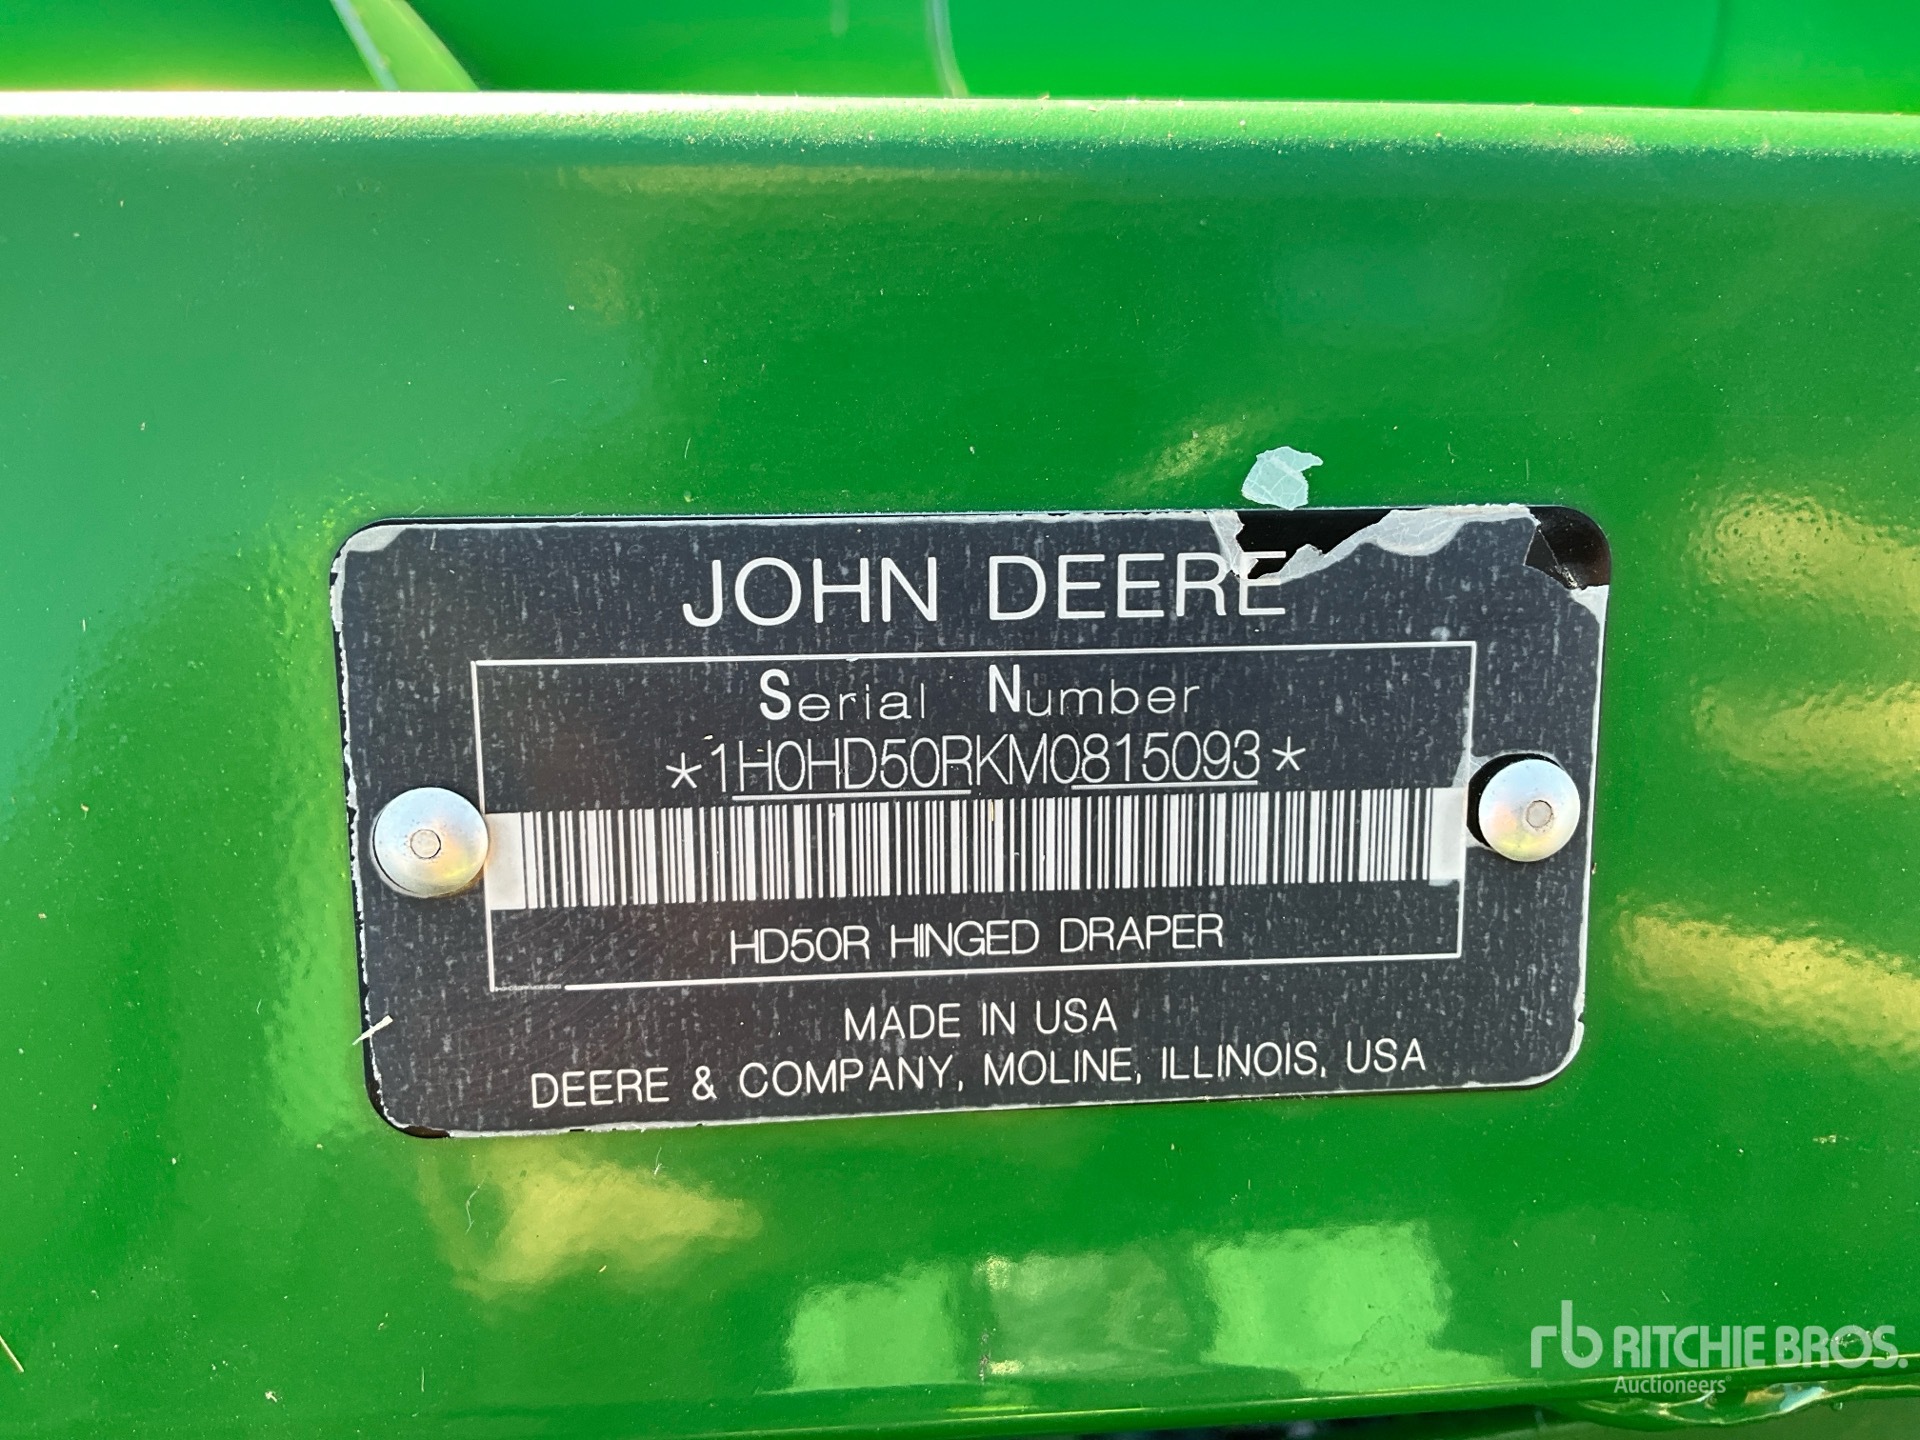 JOHN DEERE
Serial Number
*1H0HD50RKM0815093*
HD50R HINGED DRAPER
MADE IN USA
DEERE & COMPANY, MOLINE, ILLINOIS, USA
rb RITCHIE BROS.
Auctioneers